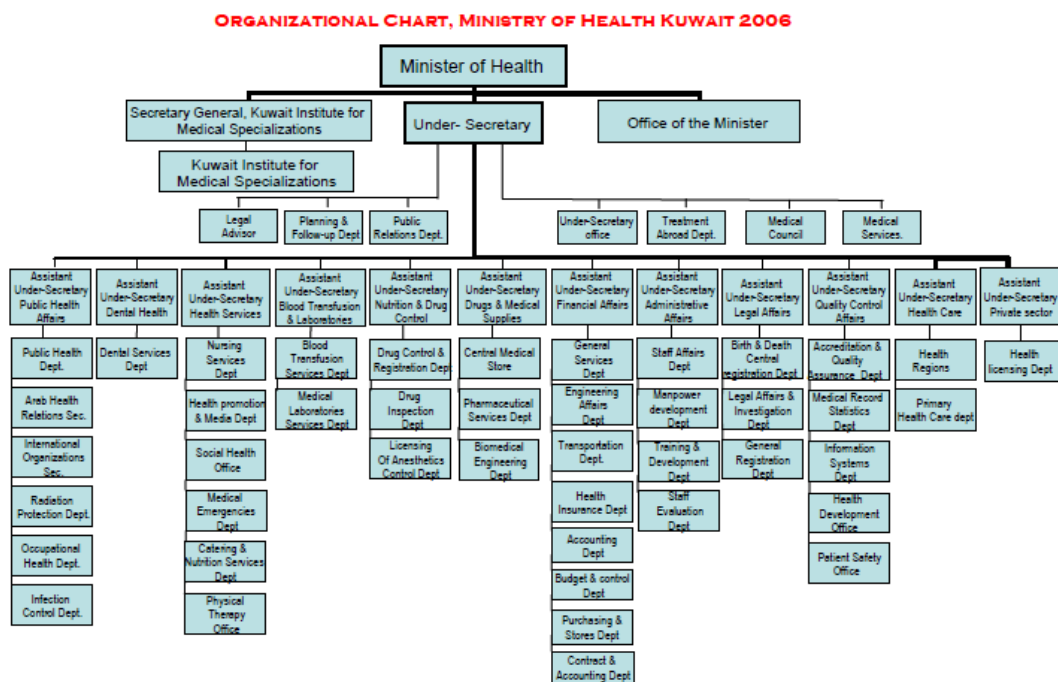 ORGANIZATIONAL CHART, MINISTRY OF HEALTH KUWAIT 2006
Minister of Health
Secretary General, Kuwait Institute for
Medical Specializations
Under- Secretary
Office of the Minister
Kuwait Institute for
Medical Specializations
Legal
Advisor
Planning &
Follow-up Dept
Public
Relations Dept.
Under-Secretary
office
Treatment
Abroad Dept.
Medical
Council
Medical
Services.
Assistant
Under-Secretary
Public Health
Affairs
Assistant
Under-Secretary
Dental Health
Assistant
Under-Secretary
Health Services
Assistant
Under-Secretary
Blood Transfusion
& Laboratories
Assistant
Under-Secretary
Nutrition & Drug
Control
Assistant
Under-Secretary
Drugs & Medical
Supplies
Assistant
Under-Secretary
Financial Affairs
Assistant
Under-Secretary
Administrative
Affairs
Assistant
Under-Secretary
Legal Affairs
Assistant
Under-Secretary
Quality Control
Affairs
Assistant
Under-Secretary
Health Care
Assistant
Under-Secretary
Private sector
Public Health
Dept.
Arab Health
Relations Sec.
International
Organizations
Sec.
Radiation
Protection Dept.
Occupational
Health Dept.
Infection
Control Dept.
Dental Services
Dept
Nursing
Services
Dept
Health promotion
& Media Dept
Social Health
Office
Medical
Emergencies
Dept
Catering &
Nutrition Services
Dept
Physical
Therapy
Office
Blood
Transfusion
Services Dept
Medical
Laboratories
Services Dept
Drug Control &
Registration Dept
Drug
Inspection
Dept
Licensing
Of Anesthetics
Control Dept
Central Medical
Store
Pharmaceutical
Services Dept
Biomedical
Engineering
Dept
General
Services
Dept
Engineering
Affairs
Dept
Transportation
Dept.
Health
Insurance Dept
Accounting
Dept
Budget & control
Dept
Purchasing &
Stores Dept
Contract &
Accounting Dept
Staff Affairs
Dept
Manpower
development
Dept
Training &
Development
Dept
Staff
Evaluation
Dept
Birth & Death
Central
registration Dept
Legal Affairs &
Investigation
Dept
General
Registration
Dept
Accreditation &
Quality
Assurance Dept
Medical Record
Statistics
Dept
Information
Systems
Dept
Health
Development
Office
Patient Safety
Office
Health
Regions
Primary
Health Care dept
Health
licensing Dept